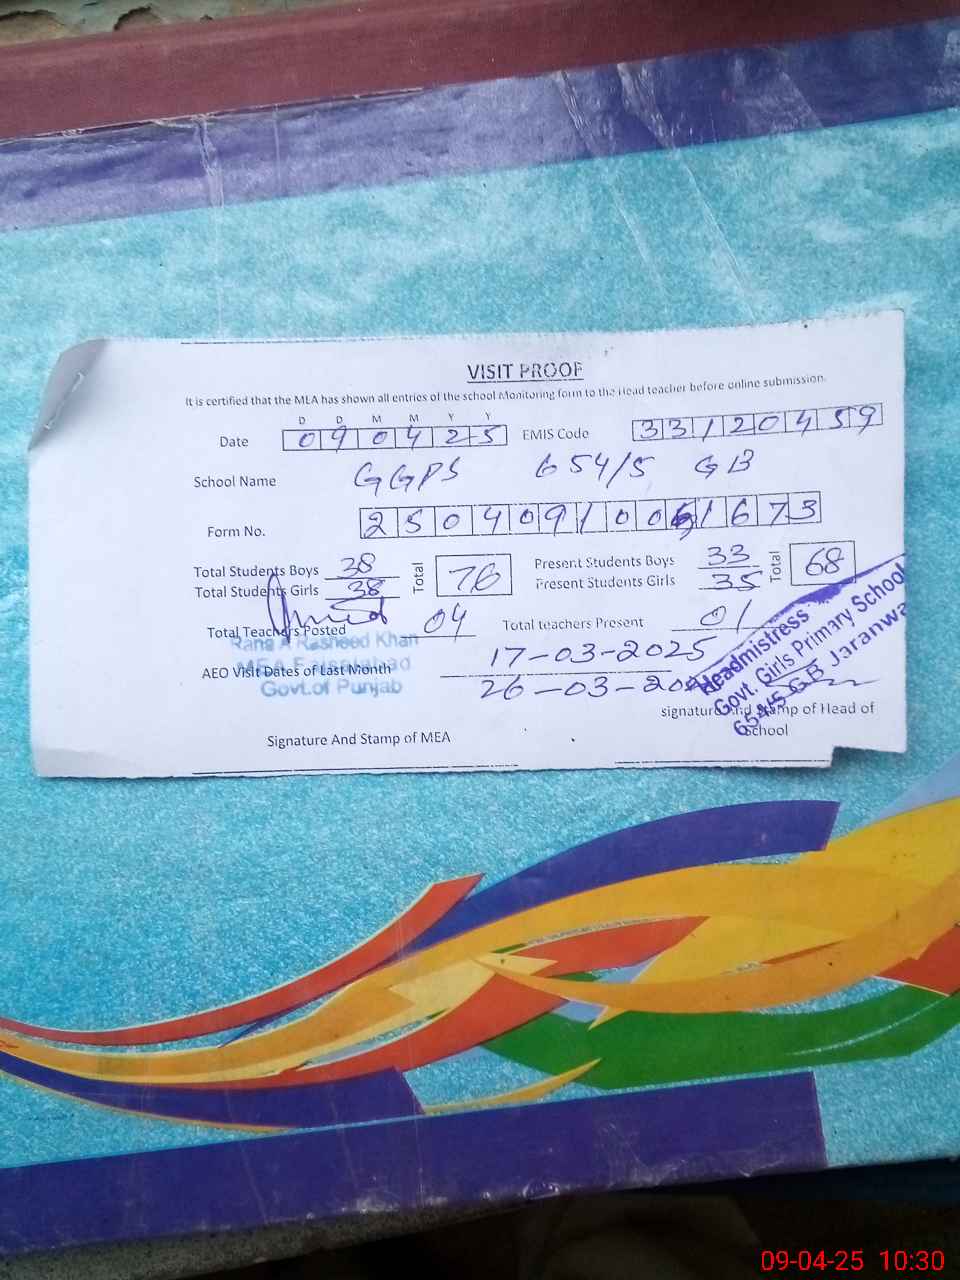 VISIT PROOF
It is certified that the MEA has shown all entries of the school Monitoring form to the Head teacher before online submission.
D D M M Y Y
Date 0 9 0 4 2 5 EMIS Code 3 3 1 2 0 4 5 9
School Name GGPS 654/5 GB
Form No. 2 5 0 4 0 9 1 0 0 1 6 7 3
Total Students Boys 38 Total 76 Present Students Boys 33 Total 68
Total Students Girls 38 Present Students Girls 35
Total Teachers Posted 04 Total teachers Present 01
Rana A Rasheed Khan
MEA Faisalabad
Govt.of Punjab
AEO Visit Dates of Last Month 17-03-2025
26-03-20
Headmistress
Govt. Girls Primary School
654/5 GB Jaranwa
Signature And Stamp of MEA
signature and stamp of Head of
School
09-04-25 10:30